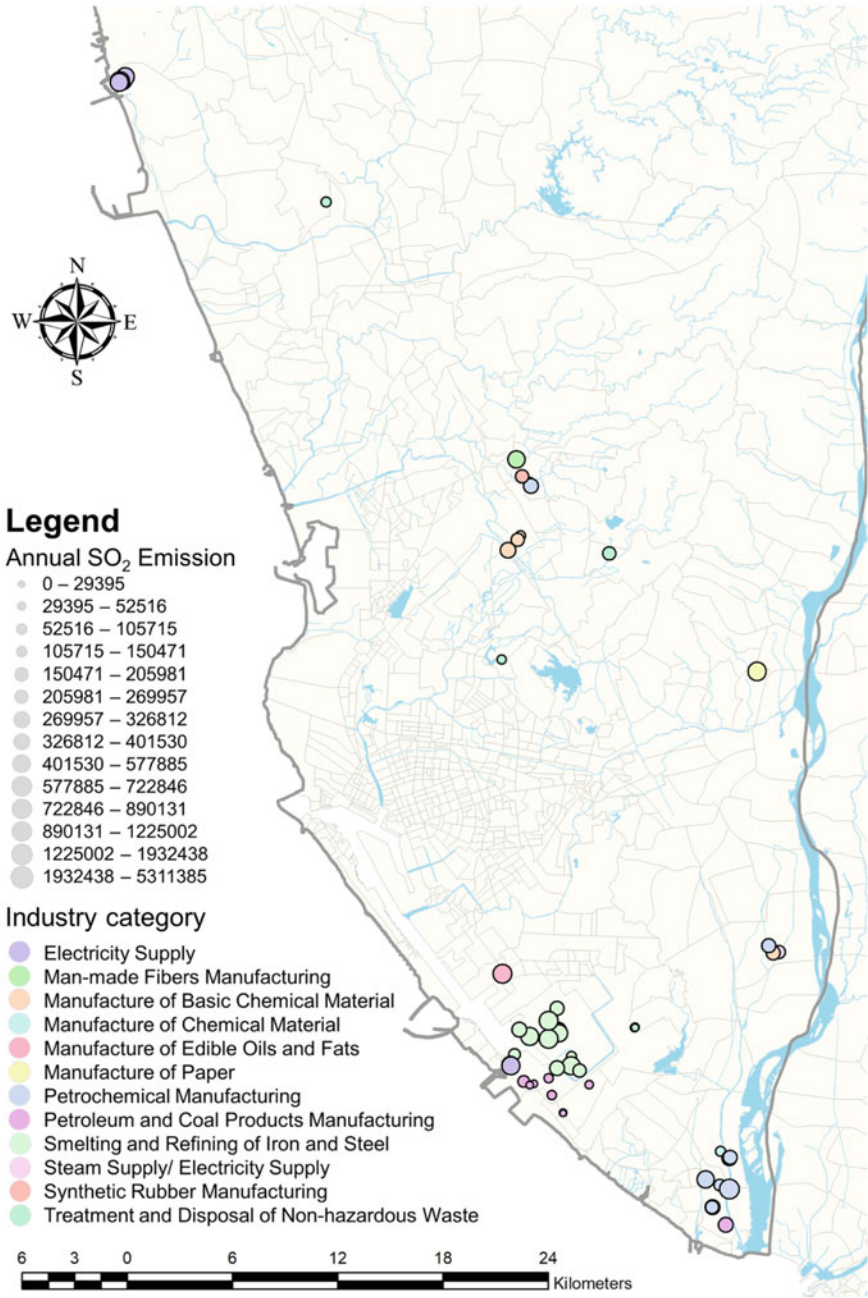 N
W E
S
Legend
Annual SO₂ Emission
0 – 29395
29395 – 52516
52516 – 105715
105715 – 150471
150471 – 205981
205981 – 269957
269957 – 326812
326812 – 401530
401530 – 577885
577885 – 722846
722846 – 890131
890131 – 1225002
1225002 – 1932438
1932438 – 5311385
Industry category
Electricity Supply
Man-made Fibers Manufacturing
Manufacture of Basic Chemical Material
Manufacture of Chemical Material
Manufacture of Edible Oils and Fats
Manufacture of Paper
Petrochemical Manufacturing
Petroleum and Coal Products Manufacturing
Smelting and Refining of Iron and Steel
Steam Supply/ Electricity Supply
Synthetic Rubber Manufacturing
Treatment and Disposal of Non-hazardous Waste
6 3 0 6 12 18 24
Kilometers